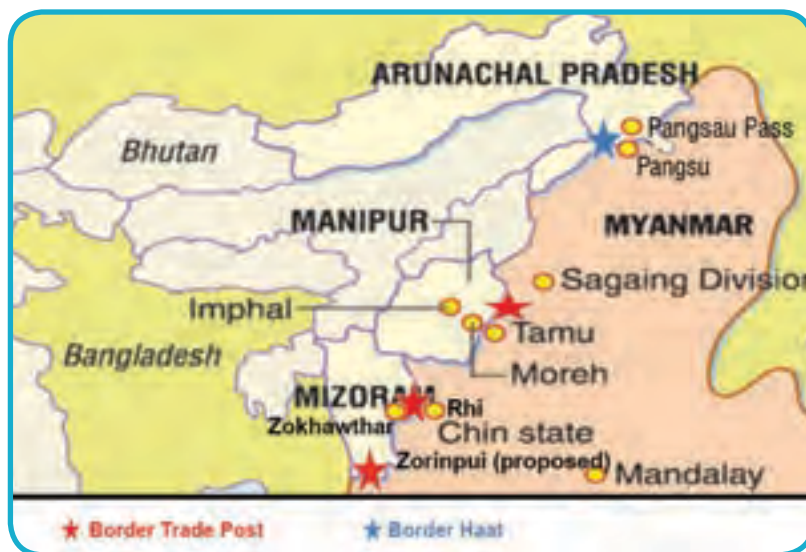 ARUNACHAL PRADESH
Bhutan
Pangsau Pass
Pangsu
MANIPUR
MYANMAR
Sagaing Division
Imphal
Tamu
Bangladesh
Moreh
MIZORAM
Rhi
Zokhawthar
Chin state
Zorinpui (proposed)
Mandalay
Border Trade Post
Border Haat